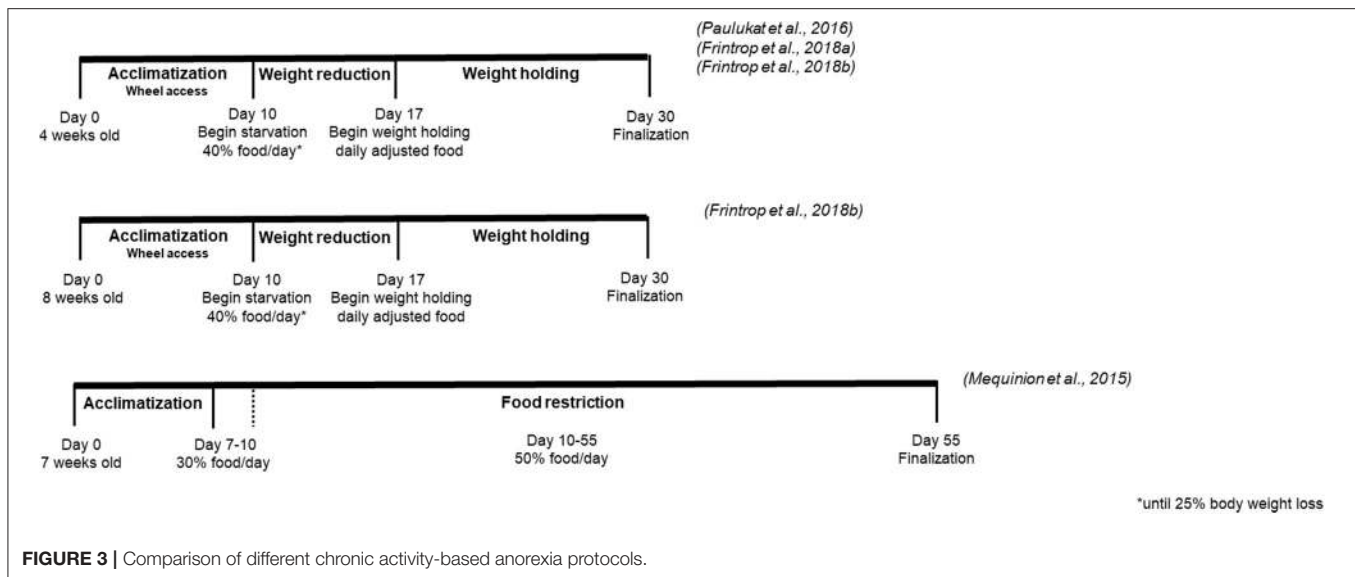 (Paulukat et al., 2016)
(Frintrop et al., 2018a)
(Frintrop et al., 2018b)
Acclimatization Weight reduction Weight holding
Wheel access
Day 0 Day 10 Day 17 Day 30
4 weeks old Begin starvation Begin weight holding Finalization
40% food/day* daily adjusted food
(Frintrop et al., 2018b)
Acclimatization Weight reduction Weight holding
Wheel access
Day 0 Day 10 Day 17 Day 30
8 weeks old Begin starvation Begin weight holding Finalization
40% food/day* daily adjusted food
(Mequinion et al., 2015)
Acclimatization Food restriction
Day 0 Day 7-10 Day 10-55 Day 55
7 weeks old 30% food/day 50% food/day Finalization
*until 25% body weight loss
FIGURE 3 | Comparison of different chronic activity-based anorexia protocols.